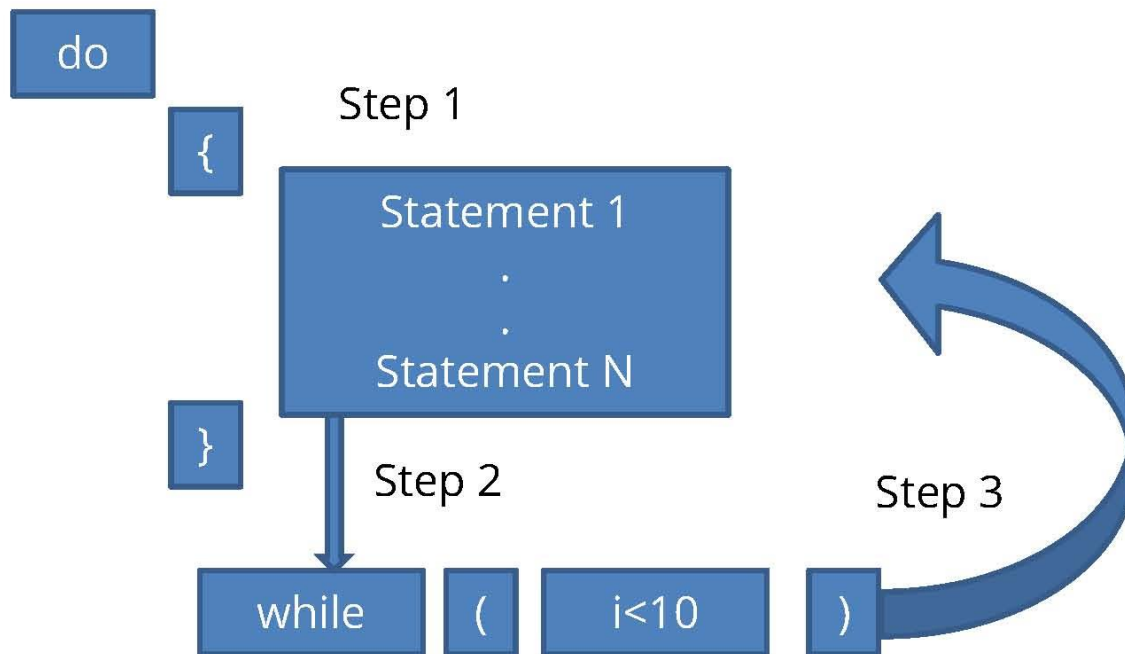 do
Step 1
{
Statement 1
.
.
Statement N
}
Step 2
Step 3
while ( i<10 )